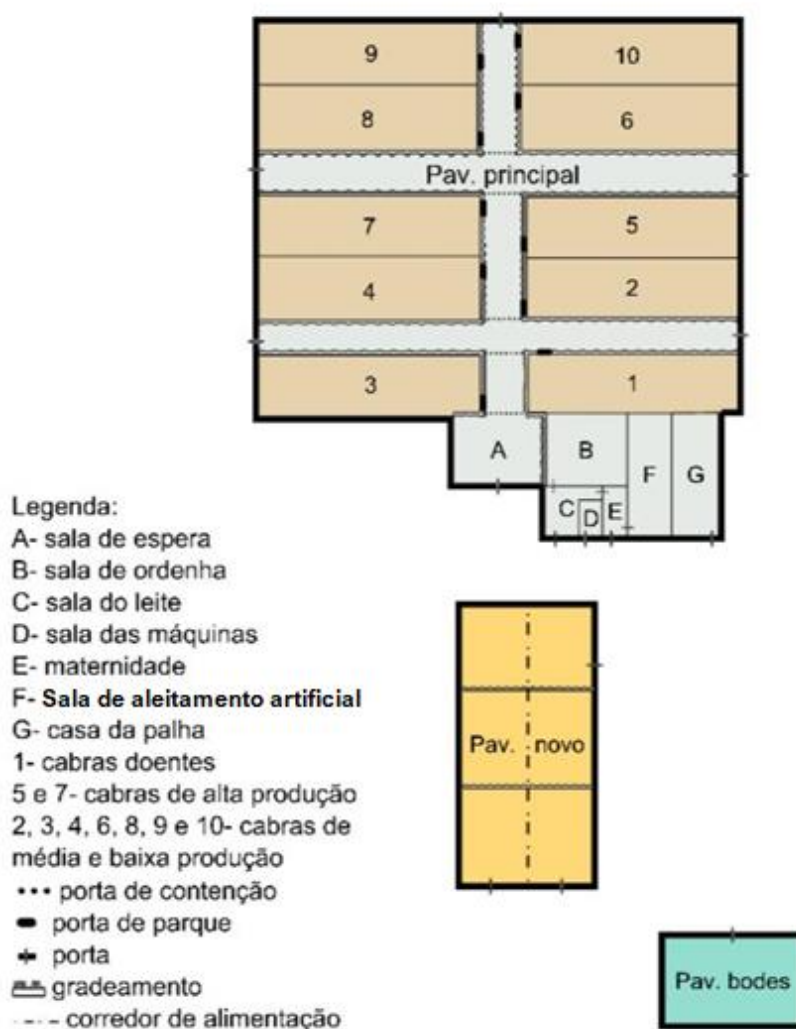 9 10
8 6
Pav. principal
7 5
4 2
3 1
A B F G
C D E
Legenda:
A- sala de espera
B- sala de ordenha
C- sala do leite
D- sala das máquinas
E- maternidade
F- Sala de aleitamento artificial
G- casa da palha
1- cabras doentes
5 e 7- cabras de alta produção
2, 3, 4, 6, 8, 9 e 10- cabras de
média e baixa produção
porta de contenção
porta de parque
porta
gradeamento
corredor de alimentação
Pav. novo
Pav. bodes